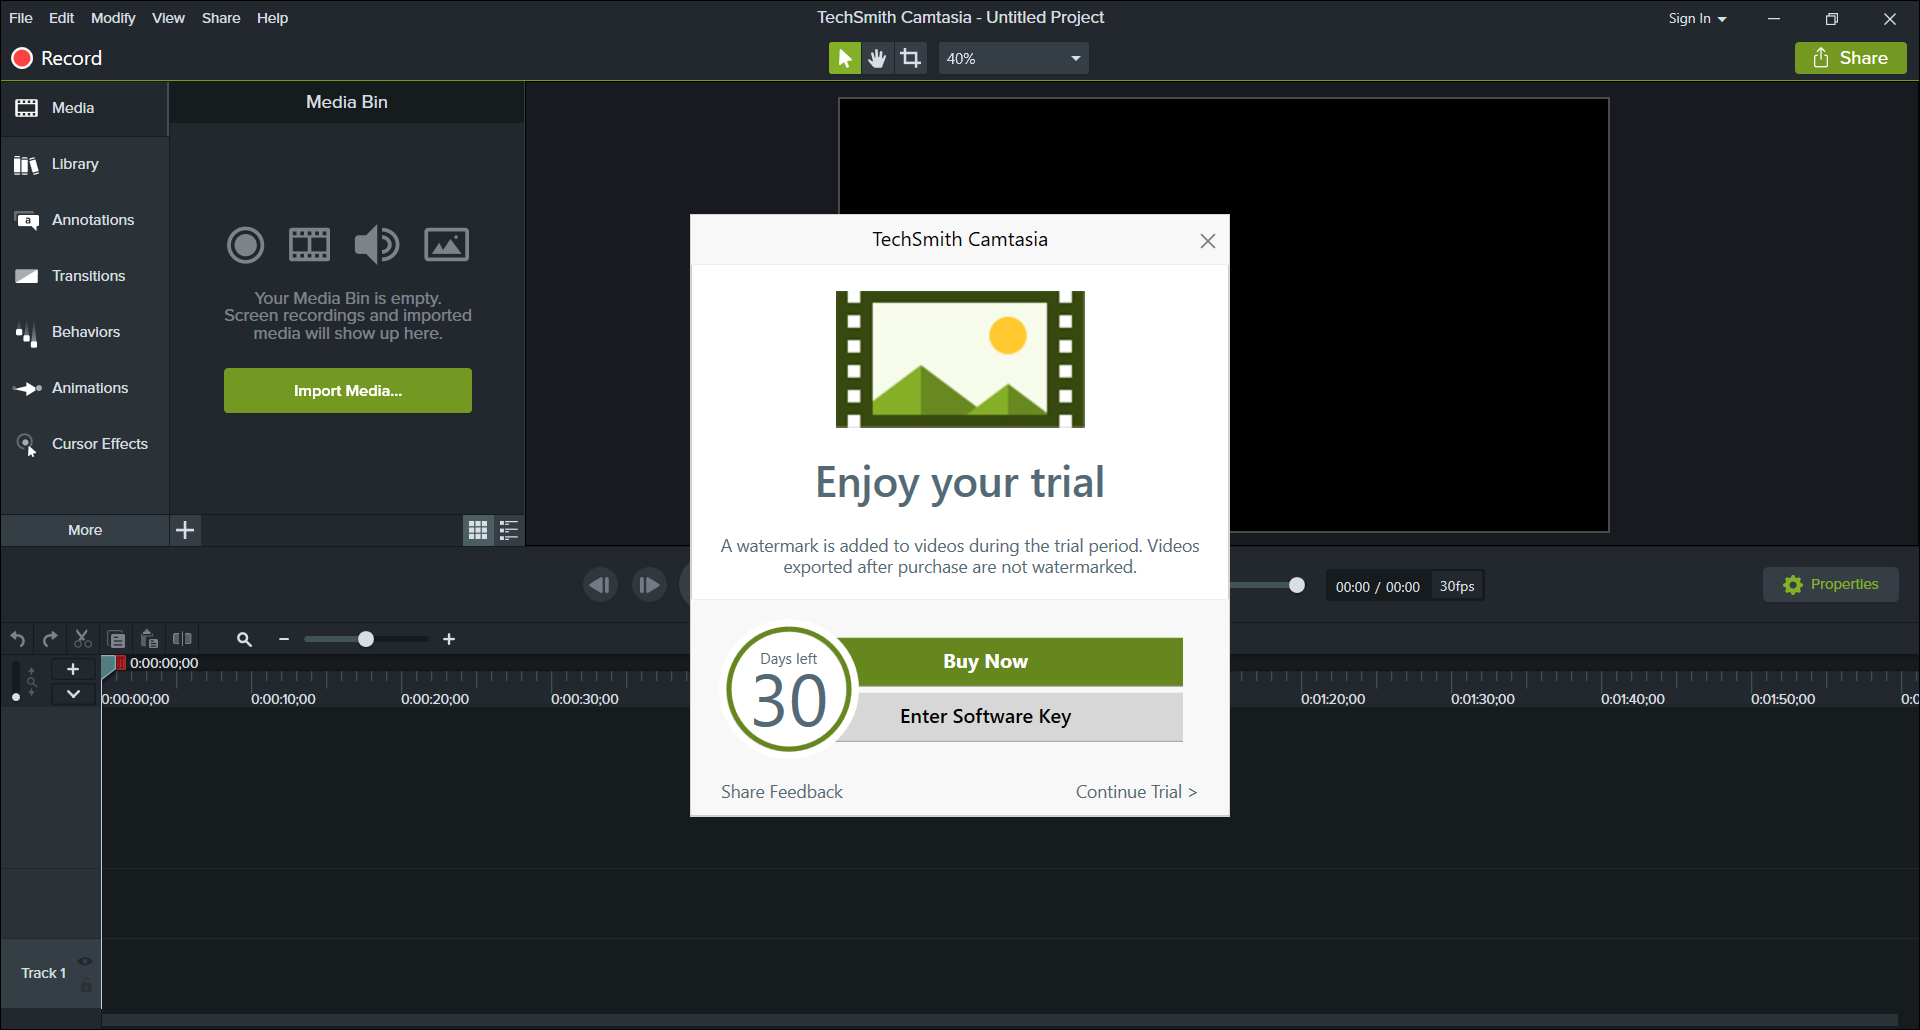 File Edit Modify View Share Help
TechSmith Camtasia - Untitled Project
Sign In
Record
40%
Share
Media
Media Bin
Library
Annotations
Transitions
Behaviors
Animations
Cursor Effects
More
Your Media Bin is empty.
Screen recordings and imported
media will show up here.
Import Media...
TechSmith Camtasia
Enjoy your trial
A watermark is added to videos during the trial period. Videos
exported after purchase are not watermarked.
Days left
30
Buy Now
Enter Software Key
Share Feedback
Continue Trial >
00:00 / 00:00
30fps
Properties
0:00:00;00
0:00:00;00 0:00:10;00 0:00:20;00 0:00:30;00 0:01:20;00 0:01:30;00 0:01:40;00 0:01:50;00
Track 1